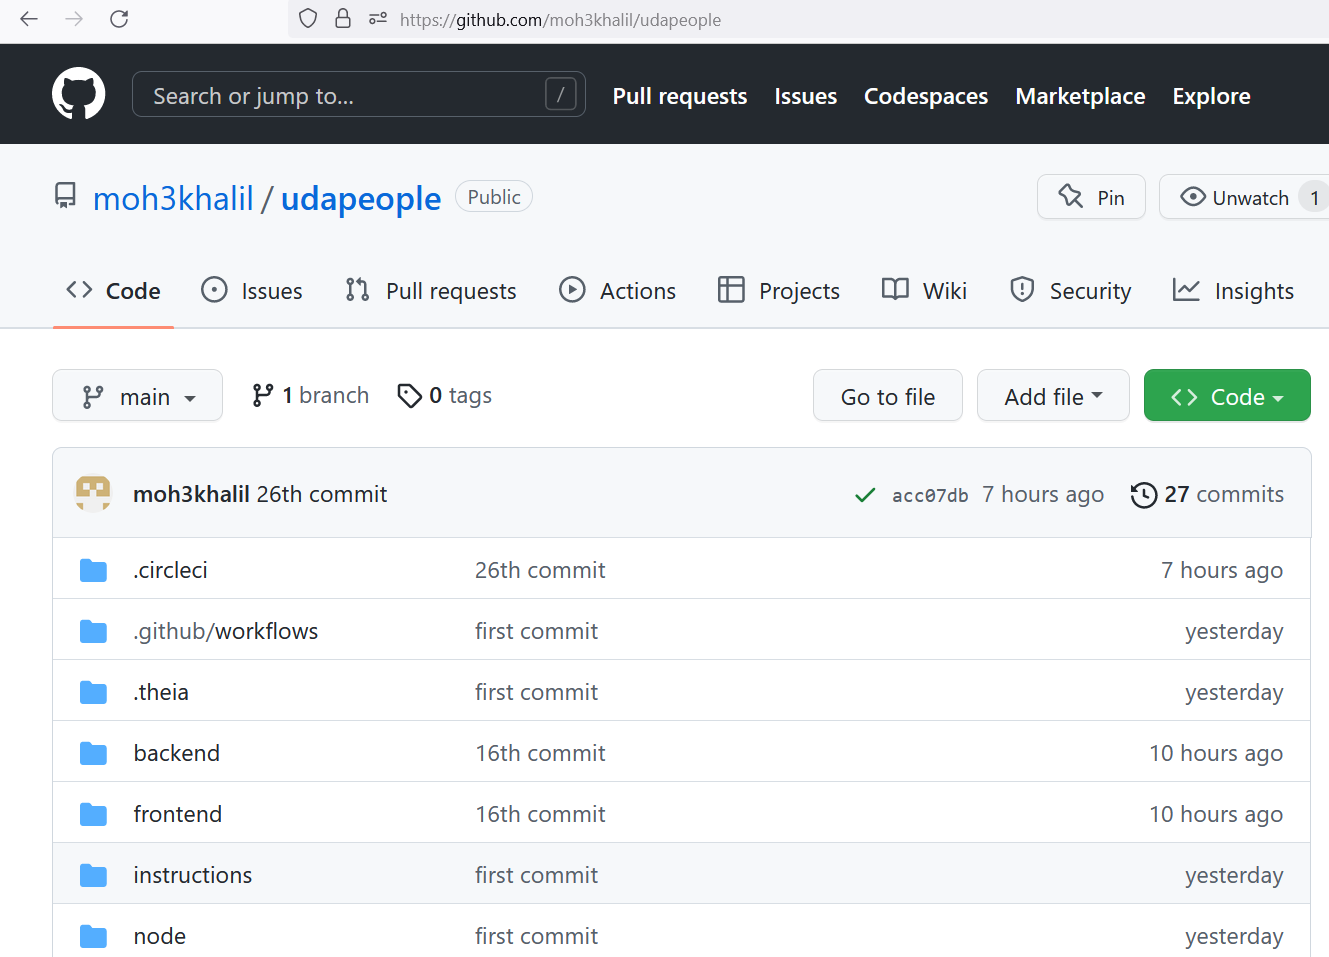 https://github.com/moh3khalil/udapeople
Search or jump to... /
Pull requests Issues Codespaces Marketplace Explore
moh3khalil / udapeople Public
Pin Unwatch 1
Code Issues Pull requests Actions Projects Wiki Security Insights
main 1 branch 0 tags Go to file Add file Code
moh3khalil 26th commit acc07db 7 hours ago 27 commits
.circleci 26th commit 7 hours ago
.github/workflows first commit yesterday
.theia first commit yesterday
backend 16th commit 10 hours ago
frontend 16th commit 10 hours ago
instructions first commit yesterday
node first commit yesterday